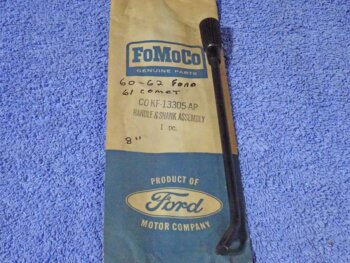 FoMoCo
GENUINE PARTS
60-62 FORD
61 COMET
COKF-13305-AP
HANDLE & SHANK ASSEMBLY
1 pc.
8"
PRODUCT OF
Ford
MOTOR COMPANY